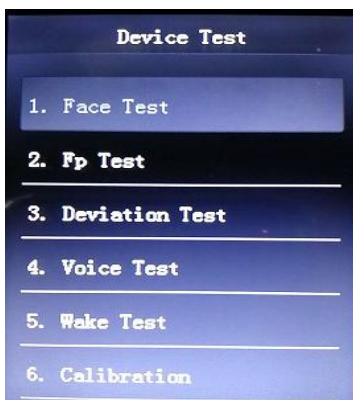 Device Test
1. Face Test
2. Fp Test
3. Deviation Test
4. Voice Test
5. Wake Test
6. Calibration